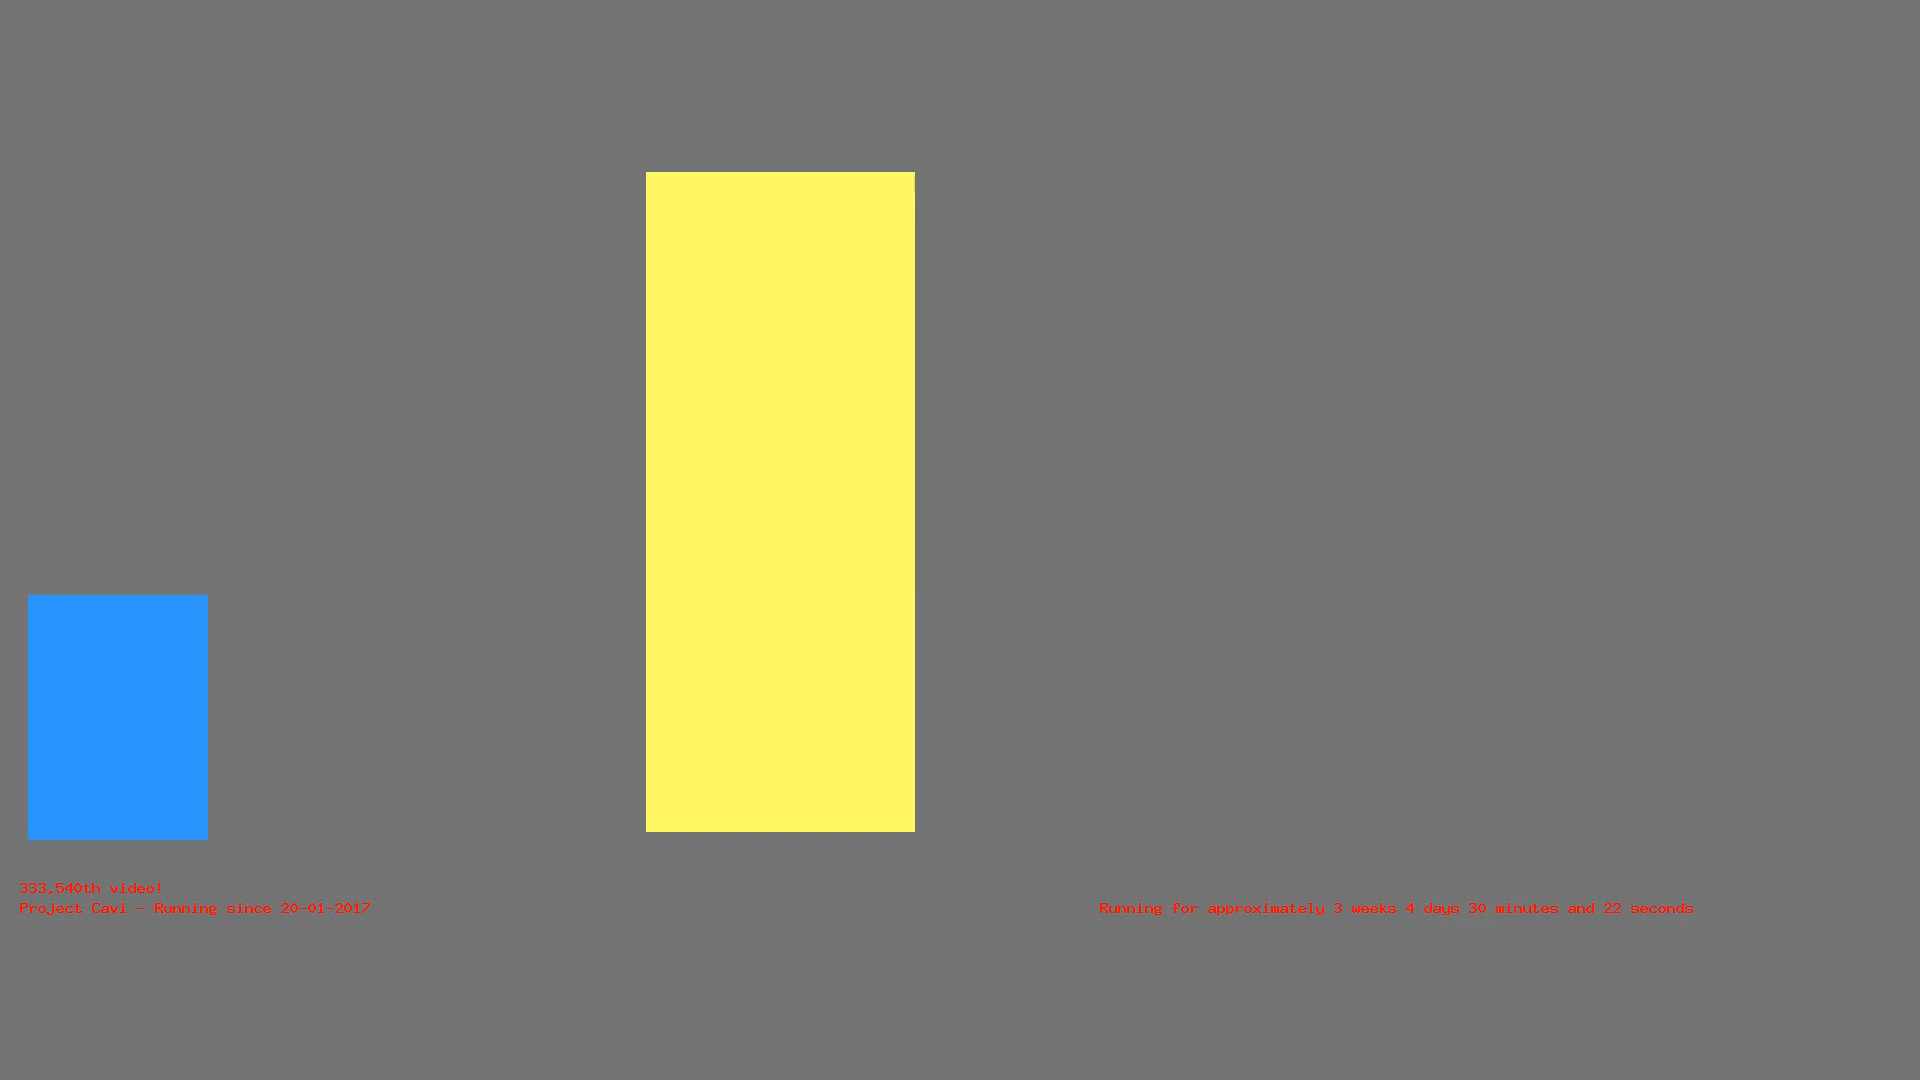 333,540th video!
Project Cavi - Running since 20-01-2017
Running for approximately 3 weeks 4 days 30 minutes and 22 seconds